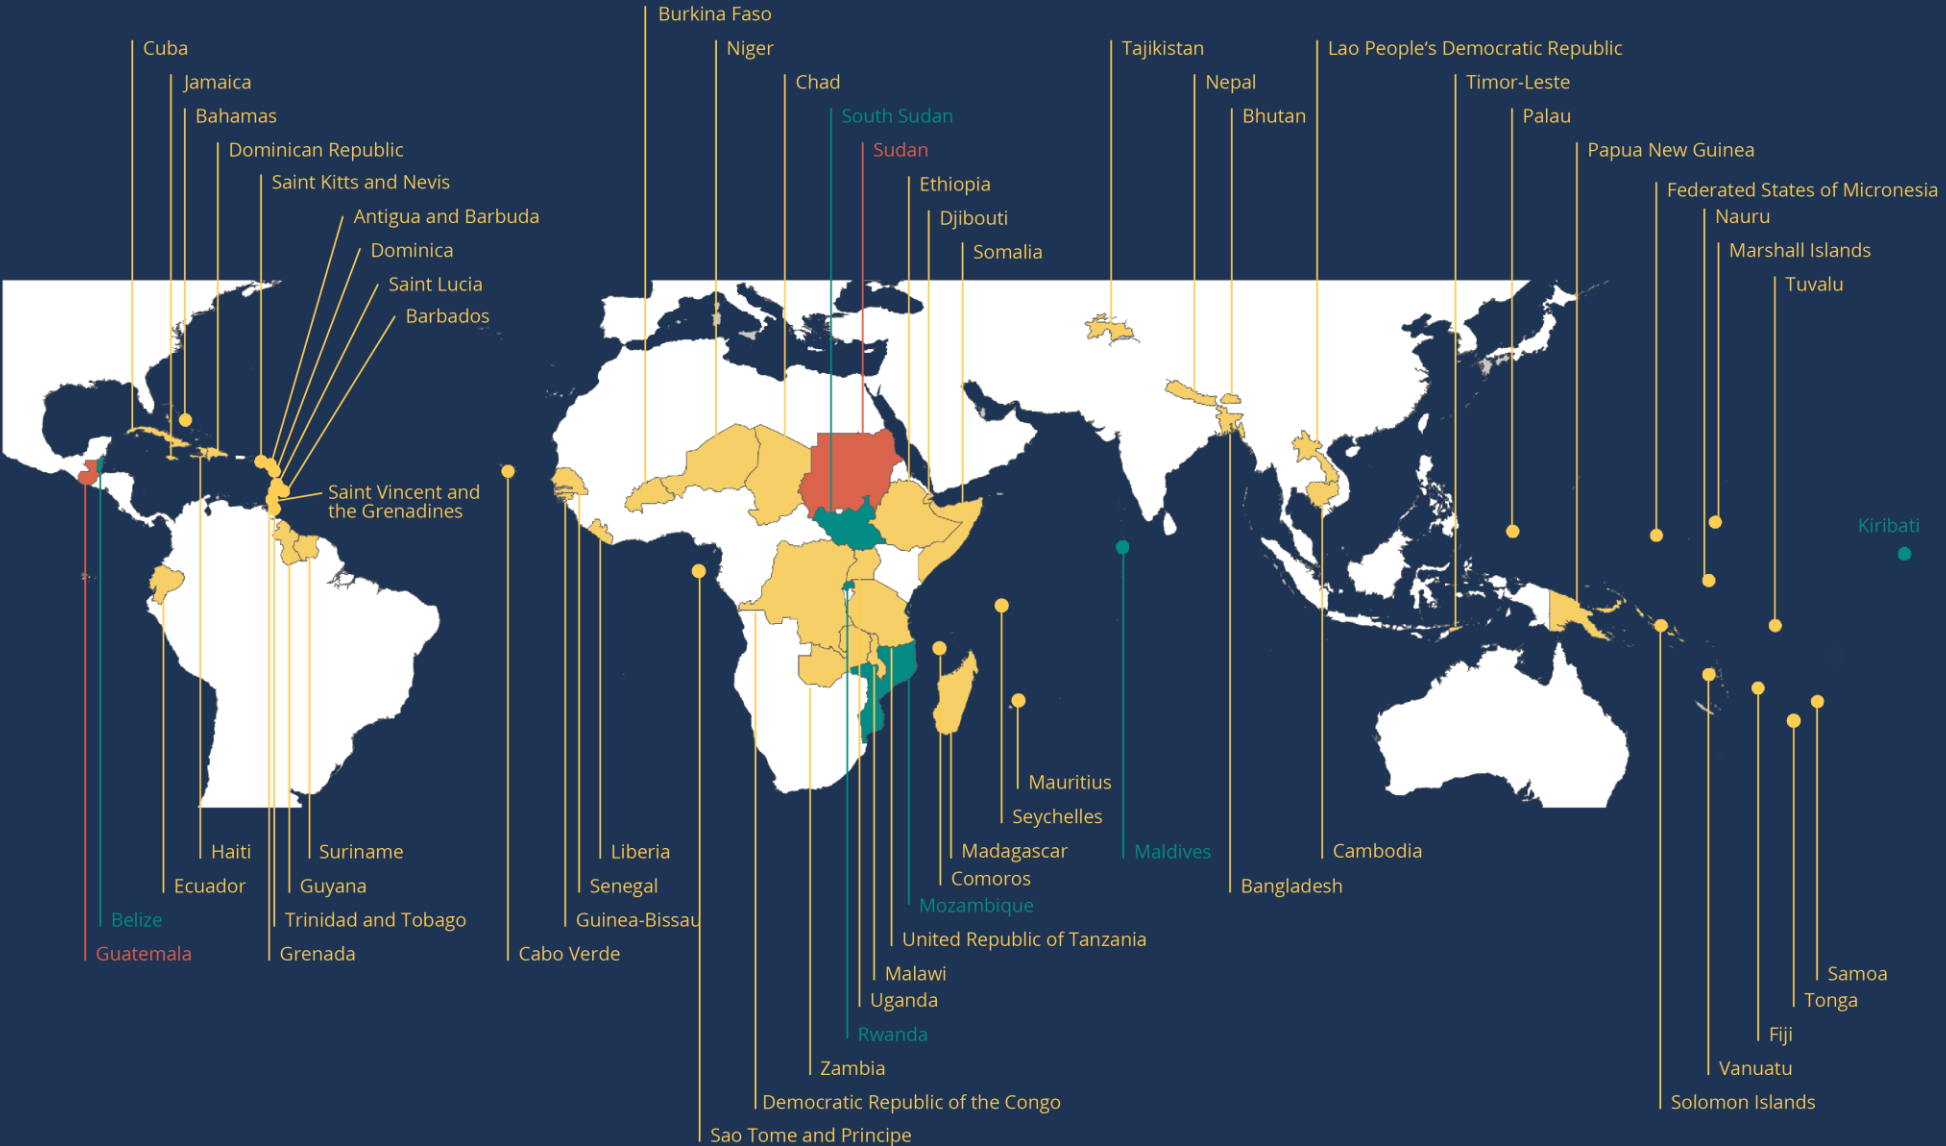 Burkina Faso
Cuba
Niger
Tajikistan
Lao People's Democratic Republic
Jamaica
Chad
Nepal
Timor-Leste
Bahamas
South Sudan
Bhutan
Palau
Dominican Republic
Sudan
Papua New Guinea
Saint Kitts and Nevis
Ethiopia
Federated States of Micronesia
Antigua and Barbuda
Djibouti
Nauru
Dominica
Somalia
Marshall Islands
Saint Lucia
Tuvalu
Barbados
Saint Vincent and
the Grenadines
Kiribati
Mauritius
Seychelles
Haiti
Suriname
Liberia
Madagascar
Maldives
Cambodia
Ecuador
Guyana
Senegal
Comoros
Bangladesh
Belize
Trinidad and Tobago
Guinea-Bissau
Mozambique
United Republic of Tanzania
Guatemala
Grenada
Cabo Verde
Malawi
Samoa
Uganda
Tonga
Rwanda
Fiji
Zambia
Vanuatu
Democratic Republic of the Congo
Solomon Islands
Sao Tome and Principe